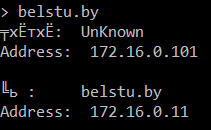 > belstu.by
╤хЁтхЁ:  UnKnown
Address:  172.16.0.101
╚ь :     belstu.by
Address:  172.16.0.11